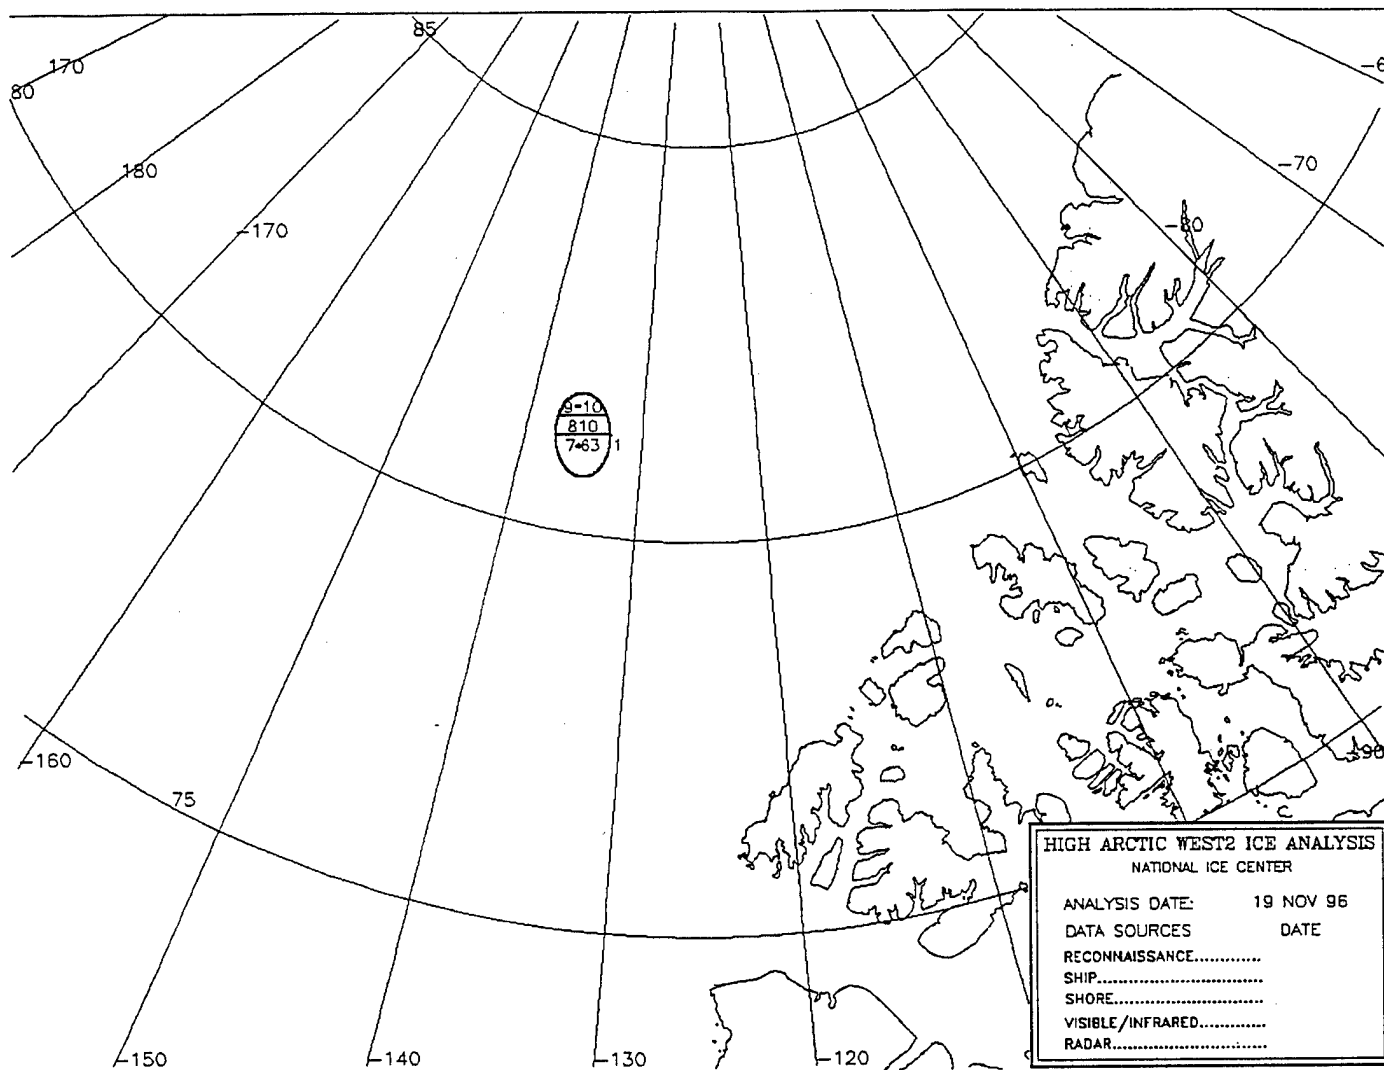 85
170
80
-6
180
-70
-170
-80
9-10
810
7•63 1
-160
-90
75
HIGH ARCTIC WEST2 ICE ANALYSIS
NATIONAL ICE CENTER
ANALYSIS DATE: 19 NOV 96
DATA SOURCES DATE
RECONNAISSANCE.............
SHIP..............................
SHORE...........................
VISIBLE/INFRARED............
RADAR............................
-150
-140
-130
-120